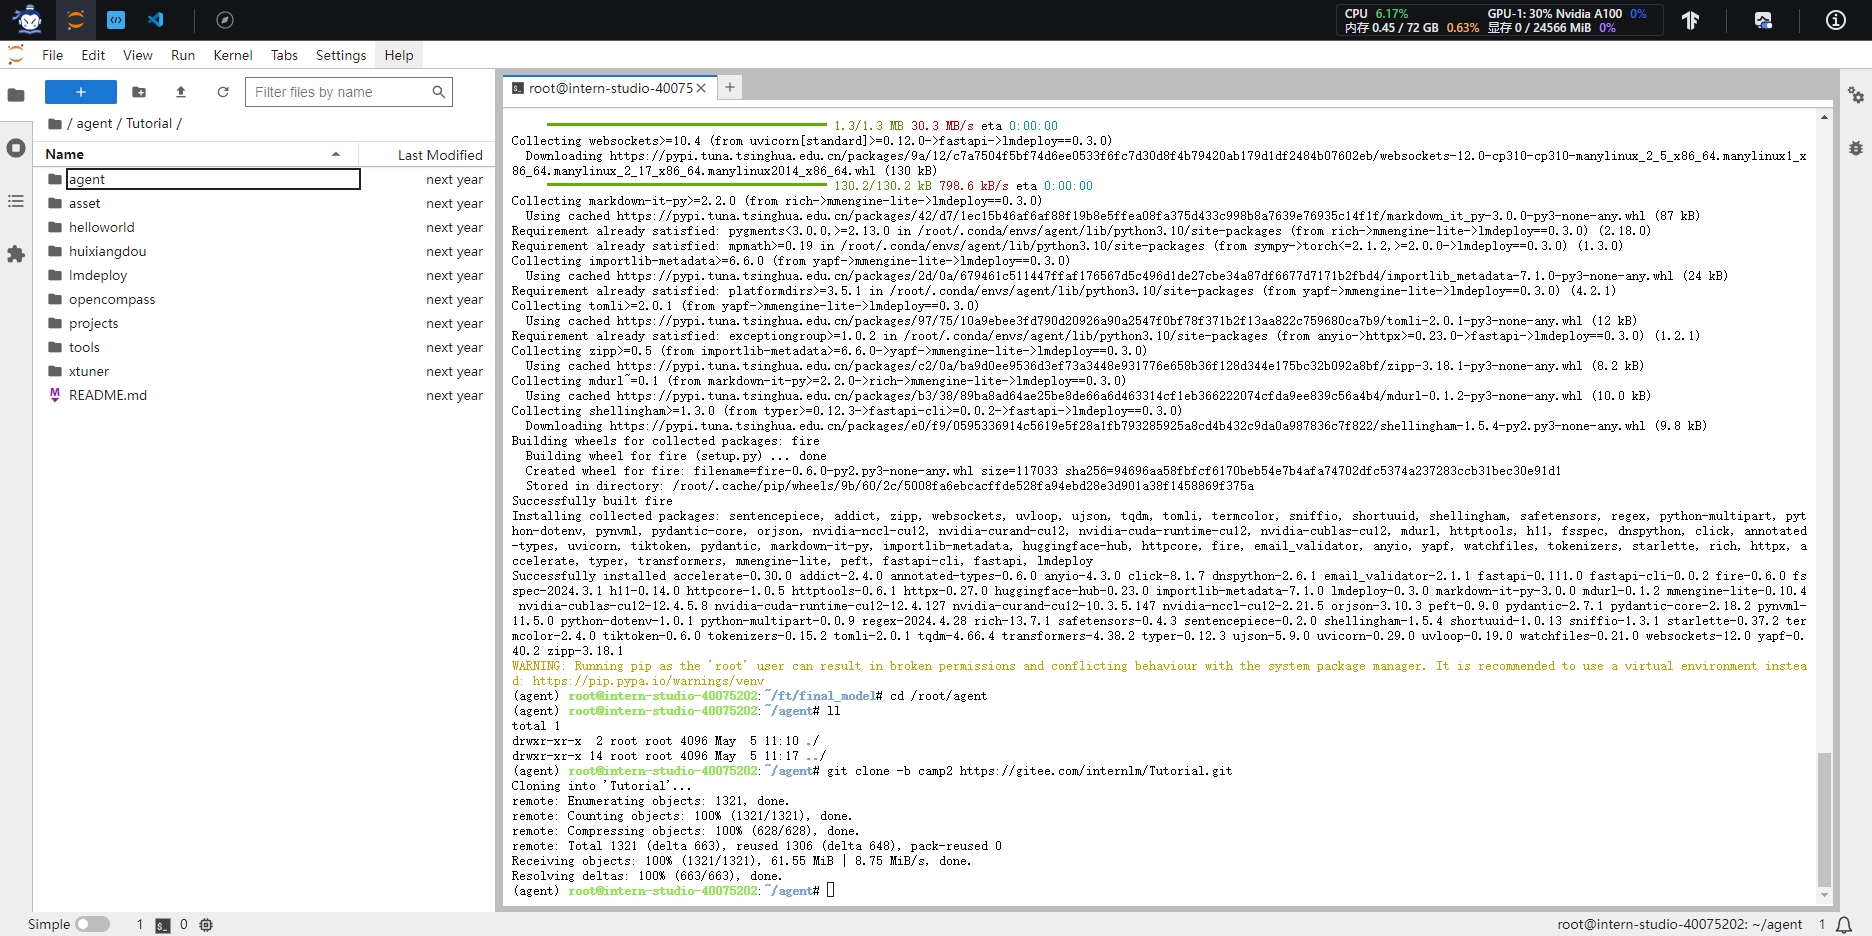 CPU 6.17% GPU-1: 30% Nvidia A100 0%
内存 0.45 / 72 GB 0.63% 显存 0 / 24566 MiB 0%
File Edit View Run Kernel Tabs Settings Help
+
Filter files by name
/ agent / Tutorial /
Name Last Modified
agent next year
asset next year
helloworld next year
huixiangdou next year
lmdeploy next year
opencompass next year
projects next year
tools next year
xtuner next year
README.md next year
root@intern-studio-40075
1.3/1.3 MB 30.3 MB/s eta 0:00:00
Collecting websockets>=10.4 (from uvicorn[standard]>=0.12.0->fastapi->lmdeploy==0.3.0)
Downloading https://pypi.tuna.tsinghua.edu.cn/packages/9a/12/c7a7504f5bf74d6ee0533f6fc7d30d8f4b79420ab179d1df2484b07602eb/websockets-12.0-cp310-cp310-manylinux_2_5_x86_64.manylinux1_x
86_64.manylinux_2_17_x86_64.manylinux2014_x86_64.whl (130 kB)
130.2/130.2 kB 798.6 kB/s eta 0:00:00
Collecting markdown-it-py>=2.2.0 (from rich->mmengine-lite->lmdeploy==0.3.0)
Using cached https://pypi.tuna.tsinghua.edu.cn/packages/42/d7/1ec15b46af6af88f19b8e5ffea08fa375d433c998b8a7639e76935c14f1f/markdown_it_py-3.0.0-py3-none-any.whl (87 kB)
Requirement already satisfied: pygments<3.0.0,>=2.13.0 in /root/.conda/envs/agent/lib/python3.10/site-packages (from rich->mmengine-lite->lmdeploy==0.3.0) (2.18.0)
Requirement already satisfied: mpmath>=0.19 in /root/.conda/envs/agent/lib/python3.10/site-packages (from sympy->torch<=2.1.2,>=2.0.0->lmdeploy==0.3.0) (1.3.0)
Collecting importlib-metadata>=6.6.0 (from yapf->mmengine-lite->lmdeploy==0.3.0)
Using cached https://pypi.tuna.tsinghua.edu.cn/packages/2d/0a/679461c511447ffaf176567d5c496d1de27cbe34a87df6677d7171b2fbd4/importlib_metadata-7.1.0-py3-none-any.whl (24 kB)
Requirement already satisfied: platformdirs>=3.5.1 in /root/.conda/envs/agent/lib/python3.10/site-packages (from yapf->mmengine-lite->lmdeploy==0.3.0) (4.2.1)
Collecting tomli>=2.0.1 (from yapf->mmengine-lite->lmdeploy==0.3.0)
Using cached https://pypi.tuna.tsinghua.edu.cn/packages/97/75/10a9ebee3fd790d20926a90a2547f0bf78f371b2f13aa822c759680ca7b9/tomli-2.0.1-py3-none-any.whl (12 kB)
Requirement already satisfied: exceptiongroup>=1.0.2 in /root/.conda/envs/agent/lib/python3.10/site-packages (from anyio->httpx>=0.23.0->fastapi->lmdeploy==0.3.0) (1.2.1)
Collecting zipp>=0.5 (from importlib-metadata>=6.6.0->yapf->mmengine-lite->lmdeploy==0.3.0)
Using cached https://pypi.tuna.tsinghua.edu.cn/packages/c2/0a/ba9d0ee9536d3ef73a3448e931776e658b36f128d344e175bc32b092a8bf/zipp-3.18.1-py3-none-any.whl (8.2 kB)
Collecting mdurl~=0.1 (from markdown-it-py>=2.2.0->rich->mmengine-lite->lmdeploy==0.3.0)
Using cached https://pypi.tuna.tsinghua.edu.cn/packages/b3/38/89ba8ad64ae25be8de66a6d463314cf1eb366222074cfda9ee839c56a4b4/mdurl-0.1.2-py3-none-any.whl (10.0 kB)
Collecting shellingham>=1.3.0 (from typer>=0.12.3->fastapi-cli>=0.0.2->fastapi->lmdeploy==0.3.0)
Downloading https://pypi.tuna.tsinghua.edu.cn/packages/e0/f9/0595336914c5619e5f28a1fb793285925a8cd4b432c9da0a987836c7f822/shellingham-1.5.4-py2.py3-none-any.whl (9.8 kB)
Building wheels for collected packages: fire
Building wheel for fire (setup.py) ... done
Created wheel for fire: filename=fire-0.6.0-py2.py3-none-any.whl size=117033 sha256=94696aa58fbfcf6170beb54e7b4afa74702dfc5374a237283ccb31bec30e91d1
Stored in directory: /root/.cache/pip/wheels/9b/60/2c/5008fa6ebcacffde528fa94ebd28e3d901a38f1458869f375a
Successfully built fire
Installing collected packages: sentencepiece, addict, zipp, websockets, uvloop, ujson, tqdm, tomli, termcolor, sniffio, shortuuid, shellingham, safetensors, regex, python-multipart, pyt
hon-dotenv, pynvml, pydantic-core, orjson, nvidia-nccl-cu12, nvidia-curand-cu12, nvidia-cuda-runtime-cu12, nvidia-cublas-cu12, mdurl, httptools, h11, fsspec, dnspython, click, annotated
-types, uvicorn, tiktoken, pydantic, markdown-it-py, importlib-metadata, huggingface-hub, httpcore, fire, email_validator, anyio, yapf, watchfiles, tokenizers, starlette, rich, httpx, a
ccelerate, typer, transformers, mmengine-lite, peft, fastapi-cli, fastapi, lmdeploy
Successfully installed accelerate-0.30.0 addict-2.4.0 annotated-types-0.6.0 anyio-4.3.0 click-8.1.7 dnspython-2.6.1 email_validator-2.1.1 fastapi-0.111.0 fastapi-cli-0.0.2 fire-0.6.0 fs
spec-2024.3.1 h11-0.14.0 httpcore-1.0.5 httptools-0.6.1 httpx-0.27.0 huggingface-hub-0.23.0 importlib-metadata-7.1.0 lmdeploy-0.3.0 markdown-it-py-3.0.0 mdurl-0.1.2 mmengine-lite-0.10.4
nvidia-cublas-cu12-12.4.5.8 nvidia-cuda-runtime-cu12-12.4.127 nvidia-curand-cu12-10.3.5.147 nvidia-nccl-cu12-2.21.5 orjson-3.10.3 peft-0.9.0 pydantic-2.7.1 pydantic-core-2.18.2 pynvml-
11.5.0 python-dotenv-1.0.1 python-multipart-0.0.9 regex-2024.4.28 rich-13.7.1 safetensors-0.4.3 sentencepiece-0.2.0 shellingham-1.5.4 shortuuid-1.0.13 sniffio-1.3.1 starlette-0.37.2 ter
mcolor-2.4.0 tiktoken-0.6.0 tokenizers-0.15.2 tomli-2.0.1 tqdm-4.66.4 transformers-4.38.2 typer-0.12.3 ujson-5.9.0 uvicorn-0.29.0 uvloop-0.19.0 watchfiles-0.21.0 websockets-12.0 yapf-0.
40.2 zipp-3.18.1
WARNING: Running pip as the 'root' user can result in broken permissions and conflicting behaviour with the system package manager. It is recommended to use a virtual environment instea
d: https://pip.pypa.io/warnings/venv
(agent) root@intern-studio-40075202:~/ft/final_model# cd /root/agent
(agent) root@intern-studio-40075202:~/agent# ll
total 1
drwxr-xr-x 2 root root 4096 May 5 11:10 ./
drwxr-xr-x 14 root root 4096 May 5 11:17 ../
(agent) root@intern-studio-40075202:~/agent# git clone -b camp2 https://gitee.com/internlm/Tutorial.git
Cloning into 'Tutorial'...
remote: Enumerating objects: 1321, done.
remote: Counting objects: 100% (1321/1321), done.
remote: Compressing objects: 100% (628/628), done.
remote: Total 1321 (delta 663), reused 1306 (delta 648), pack-reused 0
Receiving objects: 100% (1321/1321), 61.55 MiB | 8.75 MiB/s, done.
Resolving deltas: 100% (663/663), done.
(agent) root@intern-studio-40075202:~/agent#
Simple 1 0 root@intern-studio-40075202: ~/agent 1